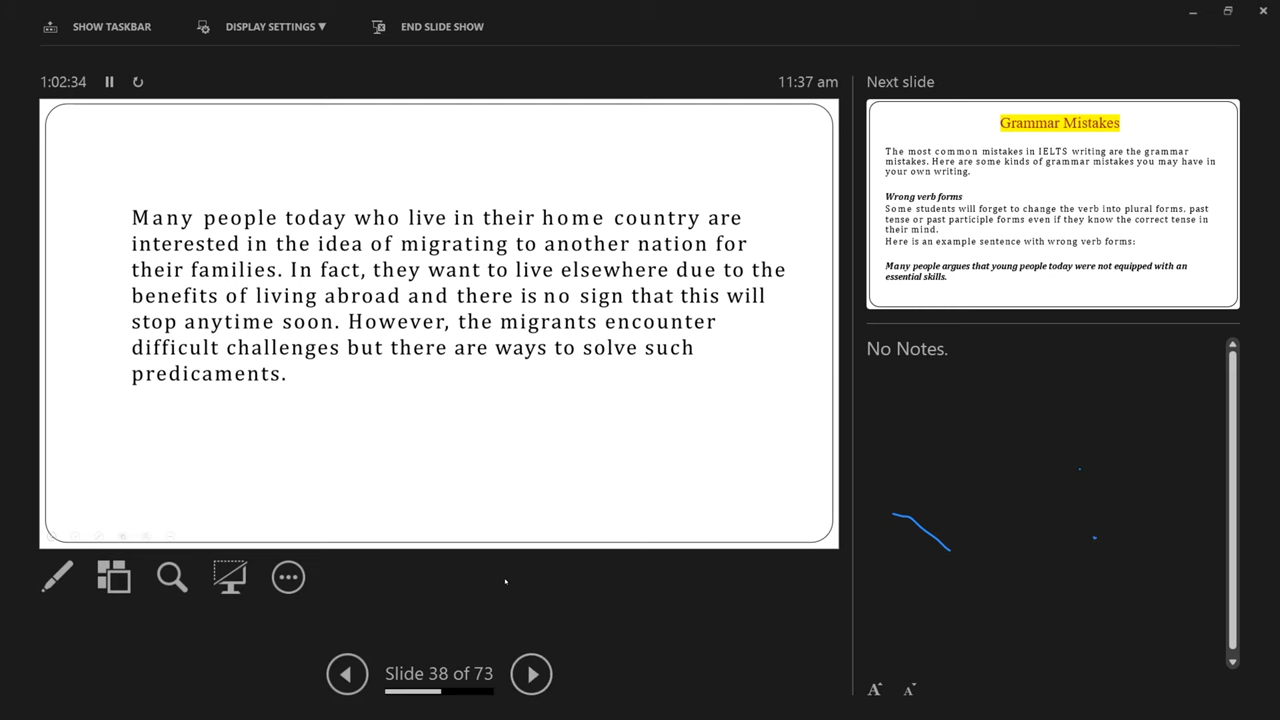 SHOW TASKBAR
DISPLAY SETTINGS ▼
END SLIDE SHOW
1:02:34
11:37 am
Many people today who live in their home country are
interested in the idea of migrating to another nation for
their families. In fact, they want to live elsewhere due to the
benefits of living abroad and there is no sign that this will
stop anytime soon. However, the migrants encounter
difficult challenges but there are ways to solve such
predicaments.
Slide 38 of 73
Next slide
Grammar Mistakes
The most common mistakes in IELTS writing are the grammar
mistakes. Here are some kinds of grammar mistakes you may have in
your own writing.
Wrong verb forms
Some students will forget to change the verb into plural forms, past
tense or past participle forms even if they know the correct tense in
their mind.
Here is an example sentence with wrong verb forms:
Many people argues that young people today were not equipped with an
essential skills.
No Notes.
A A